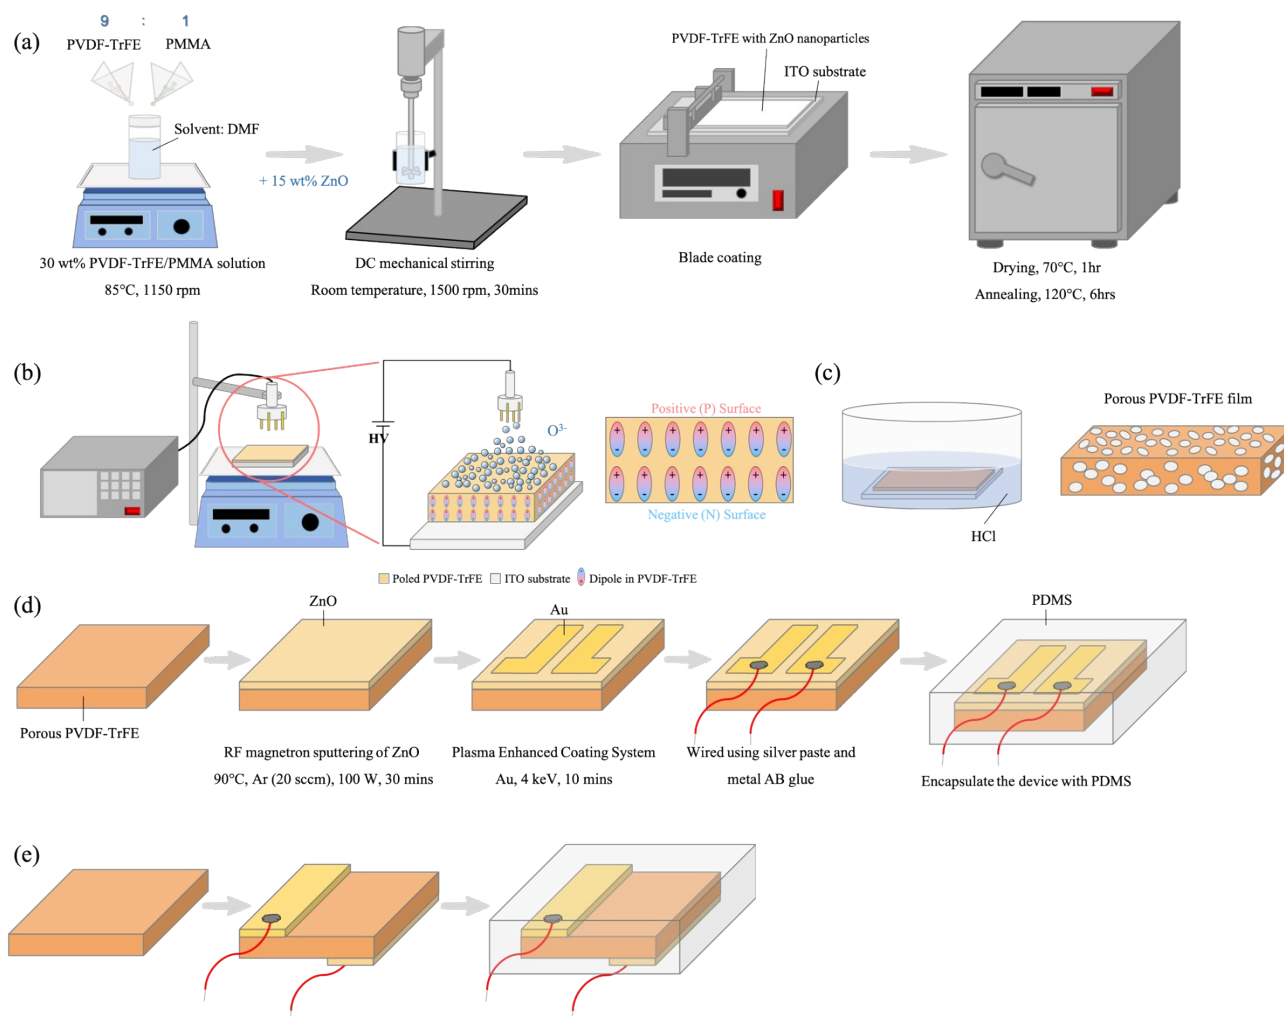 (a)
9 : 1
PVDF-TrFE PMMA
Solvent: DMF
30 wt% PVDF-TrFE/PMMA solution
85°C, 1150 rpm
+ 15 wt% ZnO
DC mechanical stirring
Room temperature, 1500 rpm, 30mins
PVDF-TrFE with ZnO nanoparticles
ITO substrate
Blade coating
Drying, 70°C, 1hr
Annealing, 120°C, 6hrs
(b)
HV
O³⁻
Positive (P) Surface
+ + + + + + +
- - - - - - -
+ + + + + + +
- - - - - - -
Negative (N) Surface
Poled PVDF-TrFE ITO substrate Dipole in PVDF-TrFE
(c)
HCl
Porous PVDF-TrFE film
(d)
Porous PVDF-TrFE
ZnO
RF magnetron sputtering of ZnO
90°C, Ar (20 sccm), 100 W, 30 mins
Au
Plasma Enhanced Coating System
Au, 4 keV, 10 mins
Wired using silver paste and
metal AB glue
PDMS
Encapsulate the device with PDMS
(e)